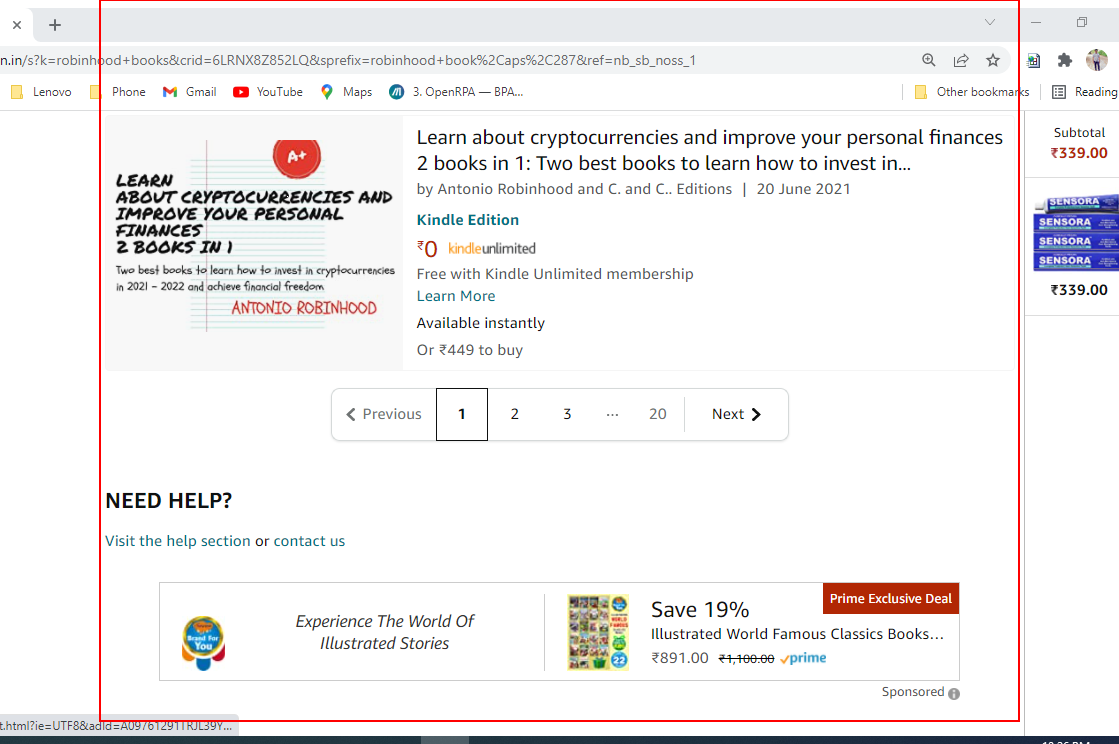 n.in/s?k=robinhood+books&crid=6LRNX8Z852LQ&sprefix=robinhood+book%2Caps%2C287&ref=nb_sb_noss_1
Lenovo Phone Gmail YouTube Maps 3. OpenRPA — BPA... Other bookmarks Reading
LEARN
ABOUT CRYPTOCURRENCIES AND
IMPROVE YOUR PERSONAL
FINANCES
2 BOOKS IN 1
A+
Two best books to learn how to invest in cryptocurrencies
in 2021 - 2022 and achieve financial freedom
ANTONIO ROBINHOOD
Learn about cryptocurrencies and improve your personal finances
2 books in 1: Two best books to learn how to invest in...
by Antonio Robinhood and C. and C.. Editions | 20 June 2021
Kindle Edition
₹0 kindleunlimited
Free with Kindle Unlimited membership
Learn More
Available instantly
Or ₹449 to buy
Subtotal
₹339.00
SENSORA
SENSORA
SENSORA
SENSORA
₹339.00
Previous 1 2 3 ... 20 Next
NEED HELP?
Visit the help section or contact us
Brand For
You
Experience The World Of
Illustrated Stories
Prime Exclusive Deal
Save 19%
Illustrated World Famous Classics Books...
₹891.00 ₹1,100.00 prime
Sponsored
t.html?ie=UTF8&adId=A09761291TRJL39Y...